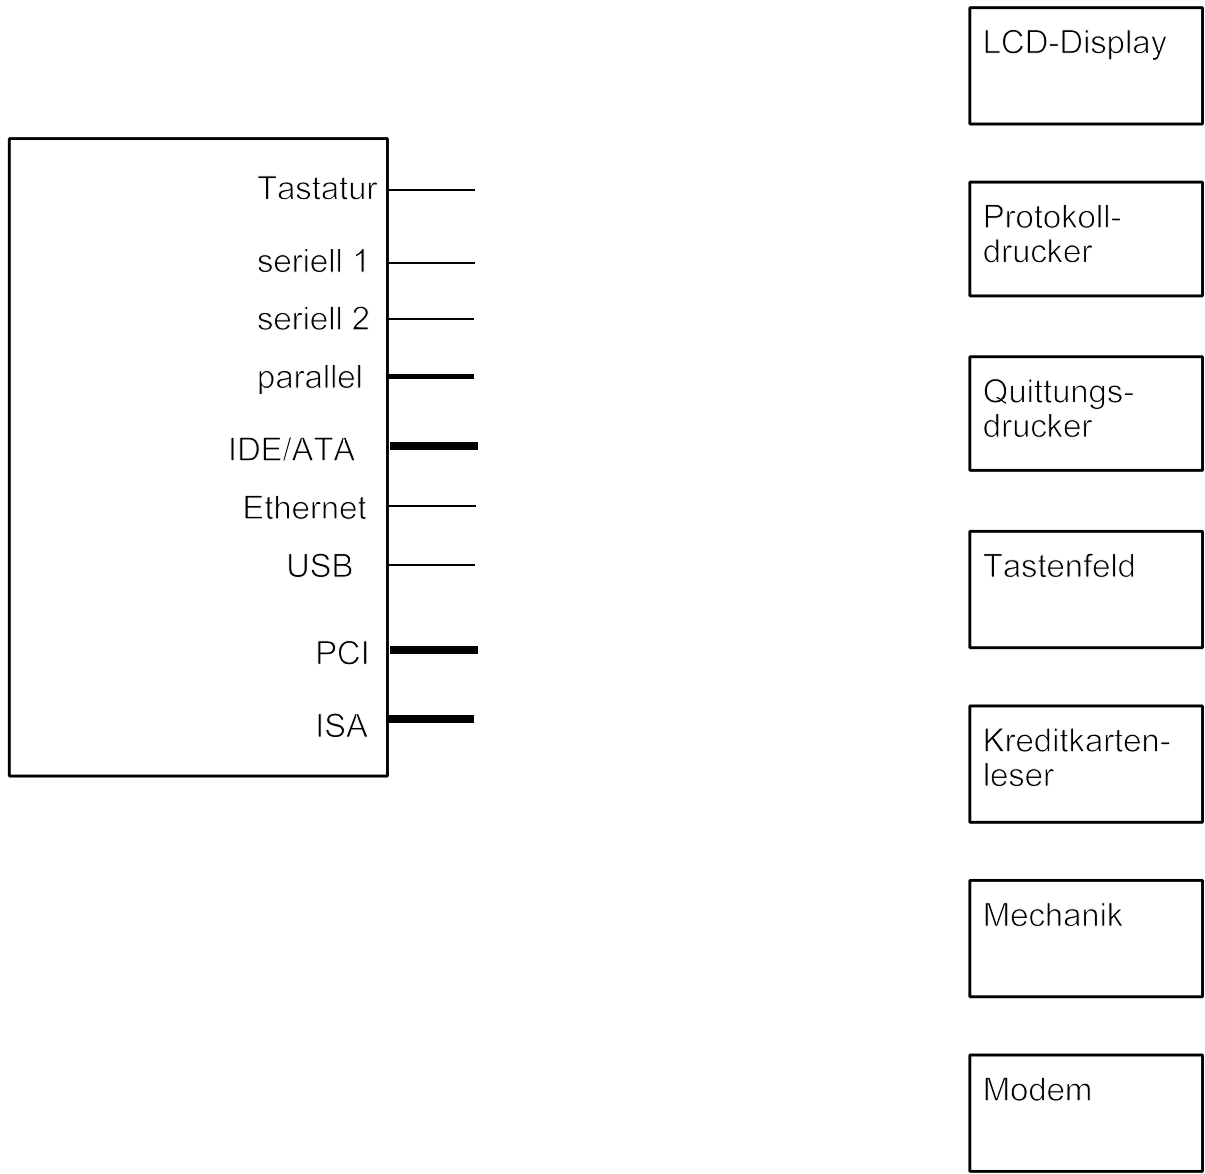 Tastatur
seriell 1
seriell 2
parallel
IDE/ATA
Ethernet
USB
PCI
ISA
LCD-Display
Protokoll-
drucker
Quittungs-
drucker
Tastenfeld
Kreditkarten-
leser
Mechanik
Modem